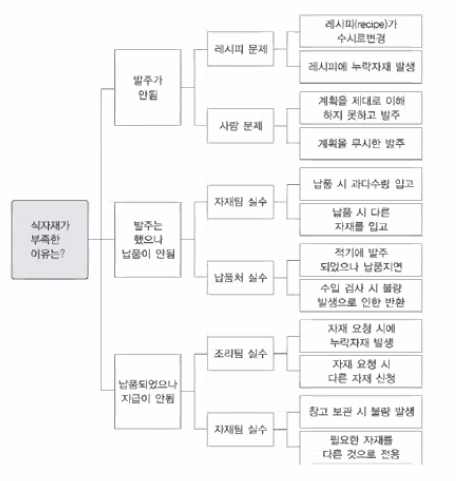 식자재가
부족한
이유는?
발주가
안됨
레시피 문제
레시피(recipe)가
수시로변경
레시피에 누락자재 발생
사람 문제
계획을 제대로 이해
하지 못하고 발주
계획을 무시한 발주
발주는
했으나
납품이 안됨
자재팀 실수
납품 시 과다수량 입고
납품 시 다른
자재를 입고
납품처 실수
적기에 발주
되었으나 납품지연
수입 검사 시 불량
발생으로 인한 반환
납품되었으나
지급이 안됨
조리팀 실수
자재 요청 시에
누락자재 발생
자재 요청 시
다른 자재 신청
자재팀 실수
창고 보관 시 불량 발생
필요한 자재를
다른 것으로 전용